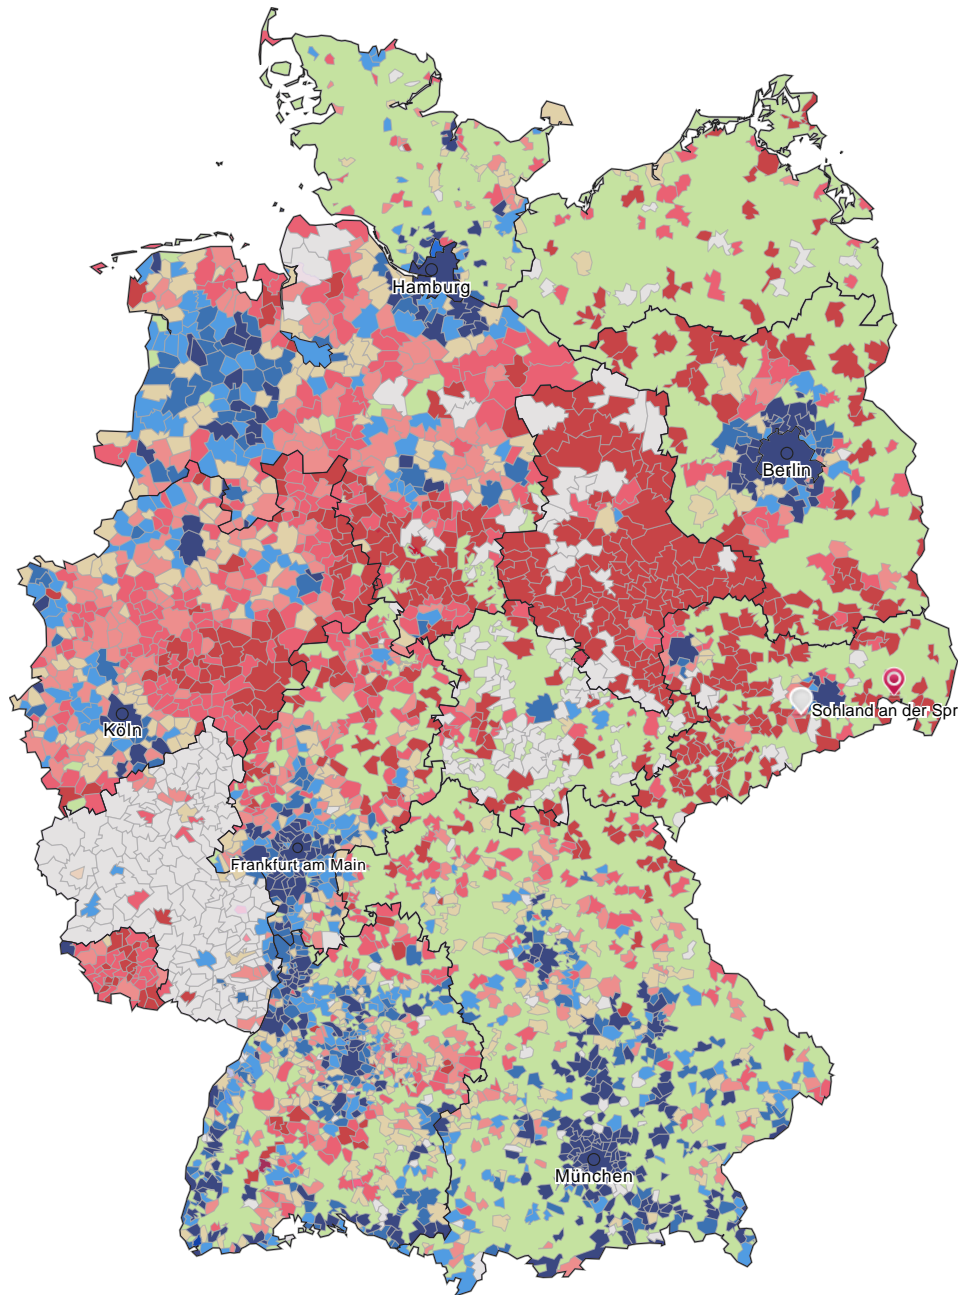 Hamburg
Berlin
Köln
Sohland an der Spr
Frankfurt am Main
München